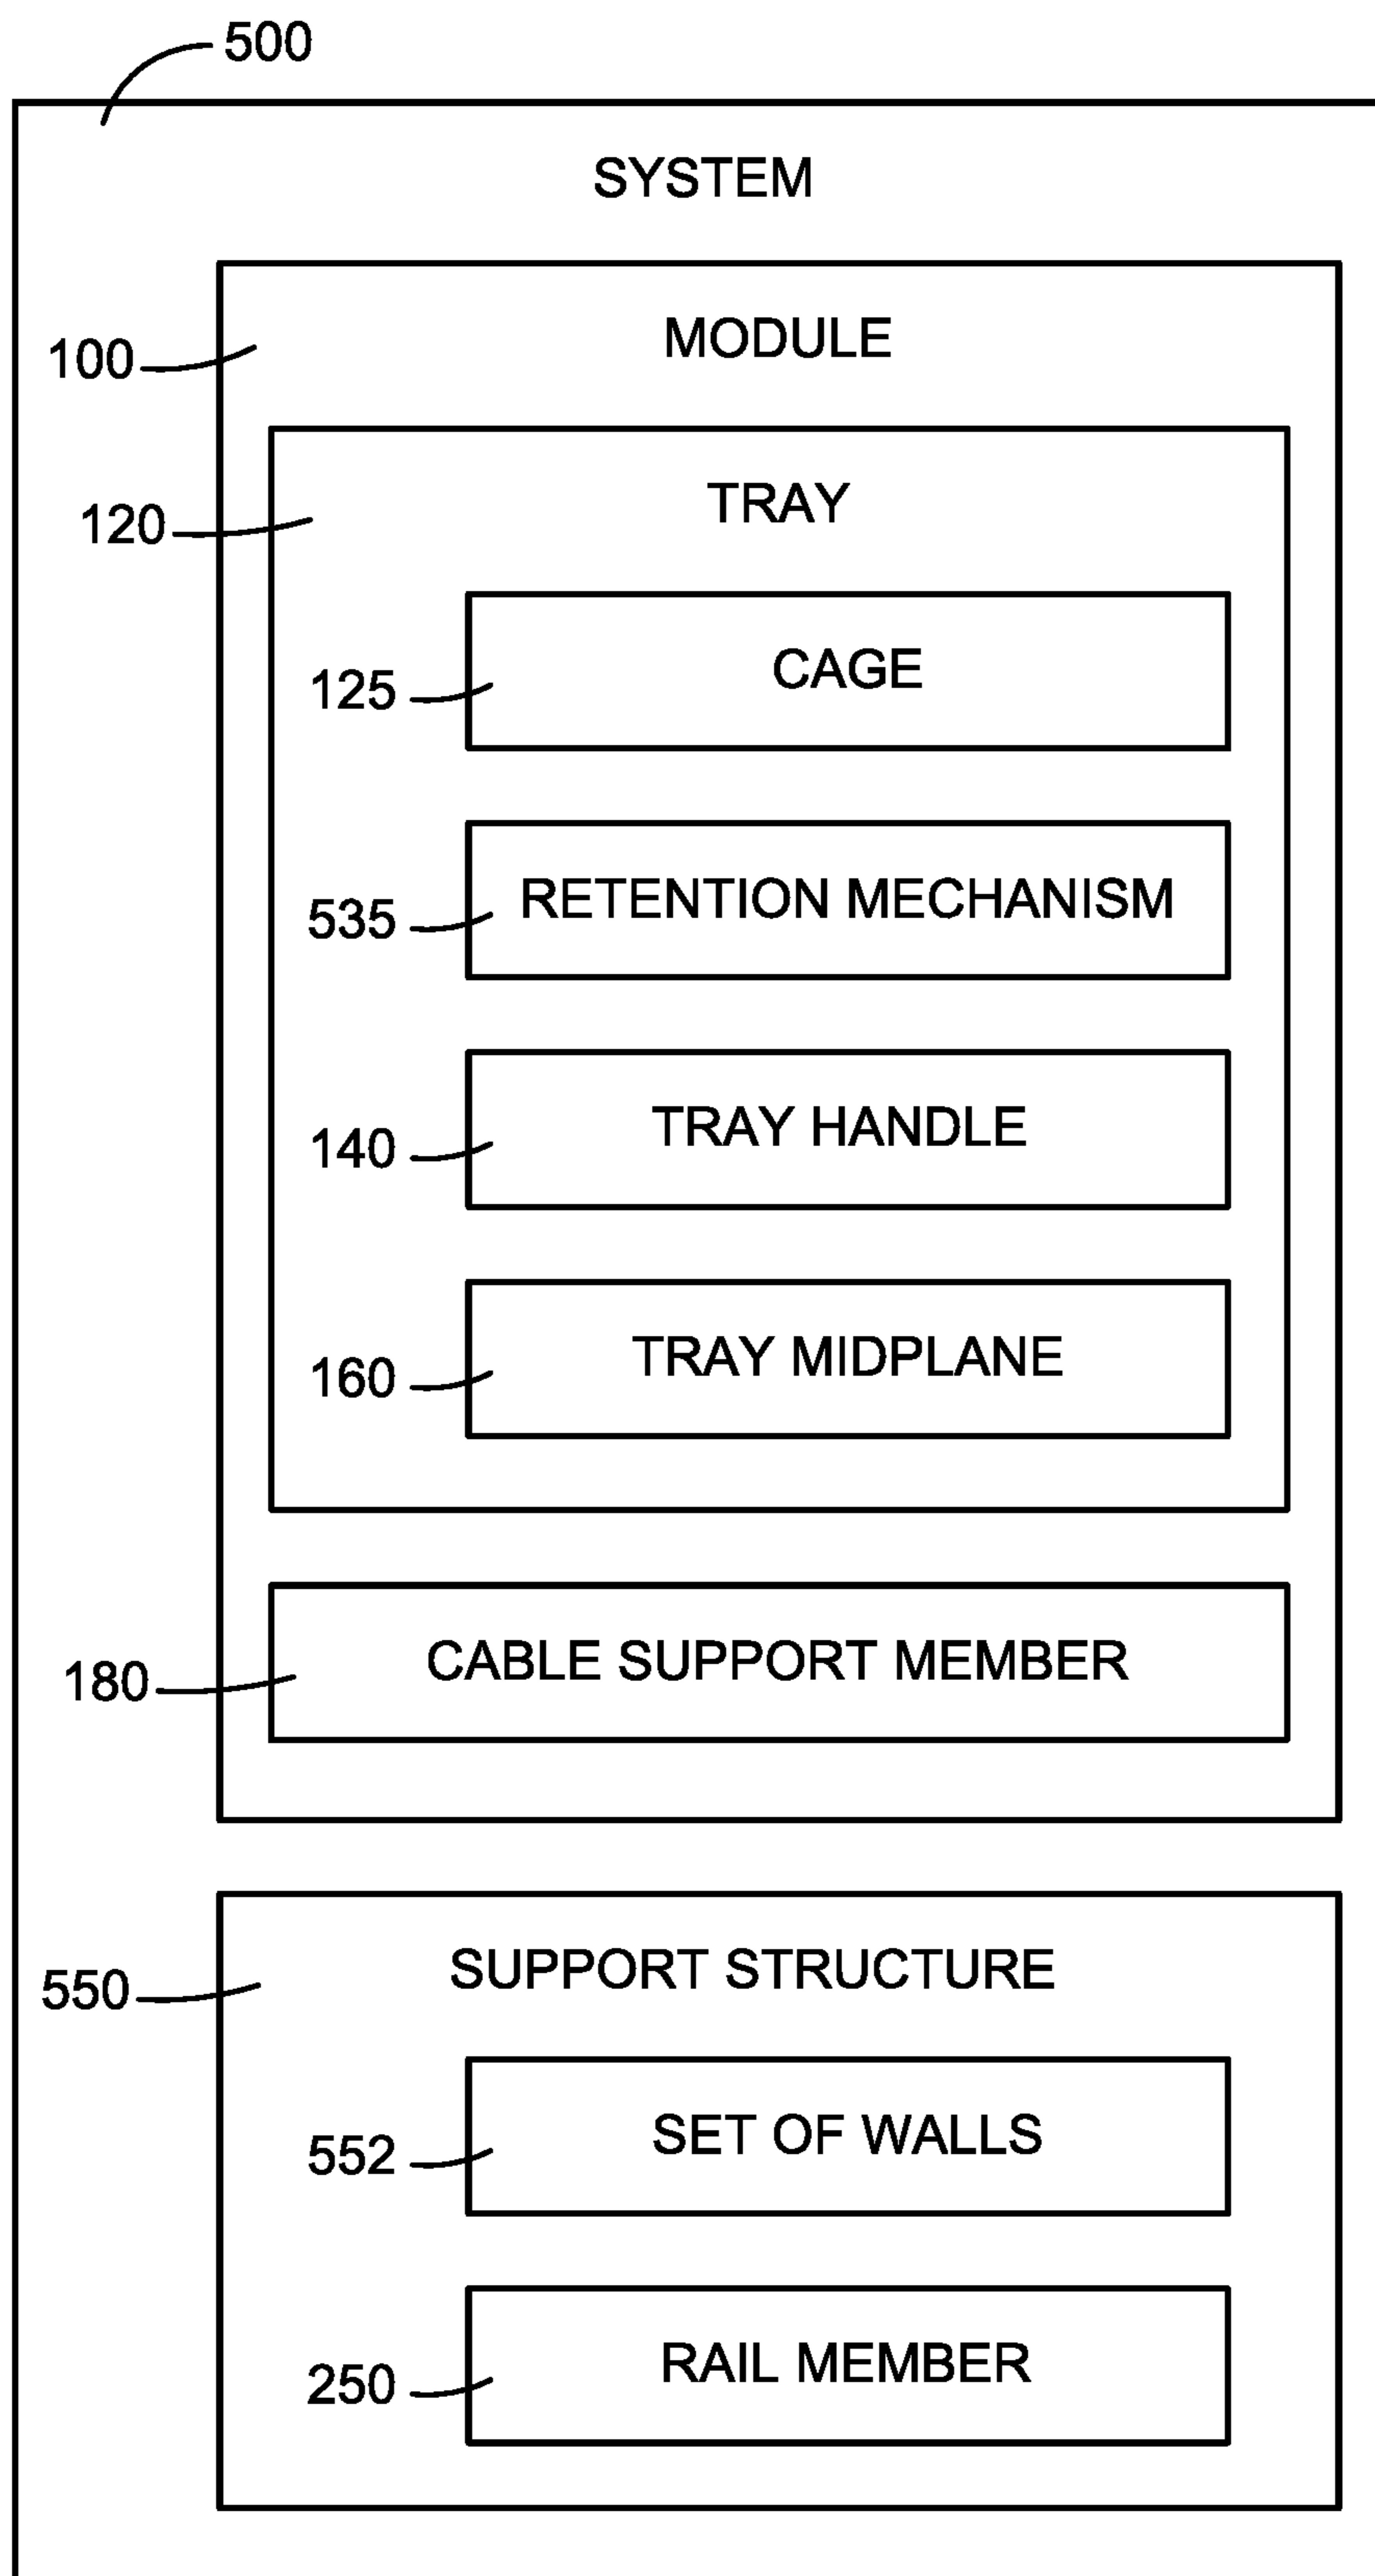 500
SYSTEM
100
MODULE
120
TRAY
125
CAGE
535
RETENTION MECHANISM
140
TRAY HANDLE
160
TRAY MIDPLANE
180
CABLE SUPPORT MEMBER
550
SUPPORT STRUCTURE
552
SET OF WALLS
250
RAIL MEMBER